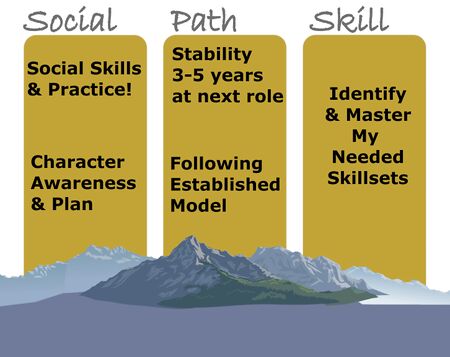 Social
Path
Skill
Social Skills
& Practice!
Character
Awareness
& Plan
Stability
3-5 years
at next role
Following
Established
Model
Identify
& Master
My
Needed
Skillsets